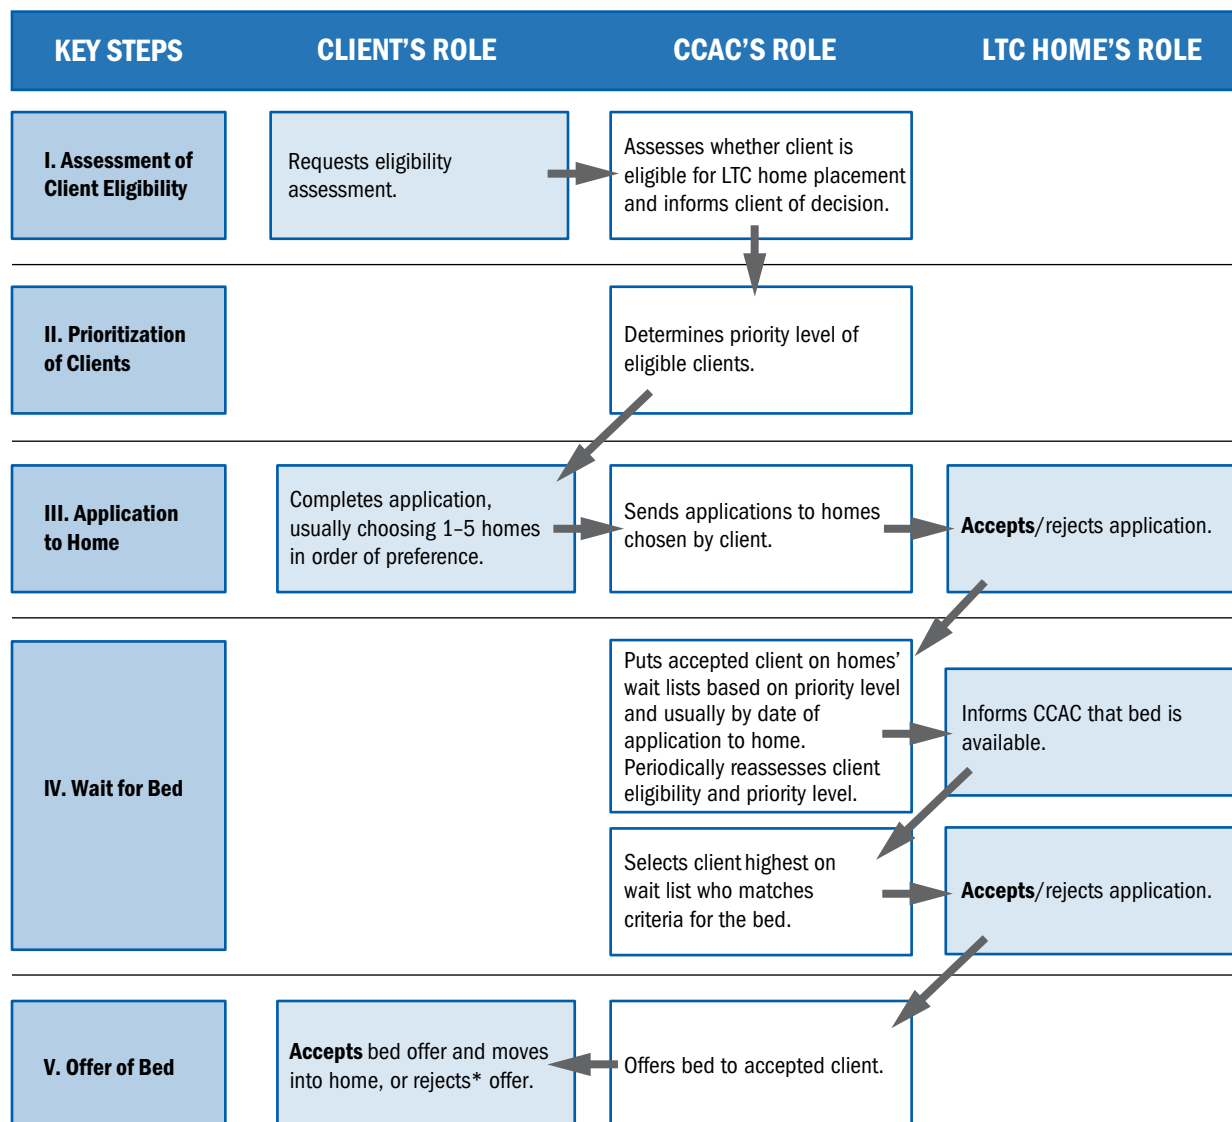 KEY STEPS
CLIENT'S ROLE
CCAC'S ROLE
LTC HOME'S ROLE
I. Assessment of
Client Eligibility
Requests eligibility
assessment.
Assesses whether client is
eligible for LTC home placement
and informs client of decision.
II. Prioritization
of Clients
Determines priority level of
eligible clients.
III. Application
to Home
Completes application,
usually choosing 1–5 homes
in order of preference.
Sends applications to homes
chosen by client.
Accepts/rejects application.
IV. Wait for Bed
Puts accepted client on homes'
wait lists based on priority level
and usually by date of
application to home.
Periodically reassesses client
eligibility and priority level.
Informs CCAC that bed is
available.
Selects client highest on
wait list who matches
criteria for the bed.
Accepts/rejects application.
V. Offer of Bed
Accepts bed offer and moves
into home, or rejects* offer.
Offers bed to accepted client.